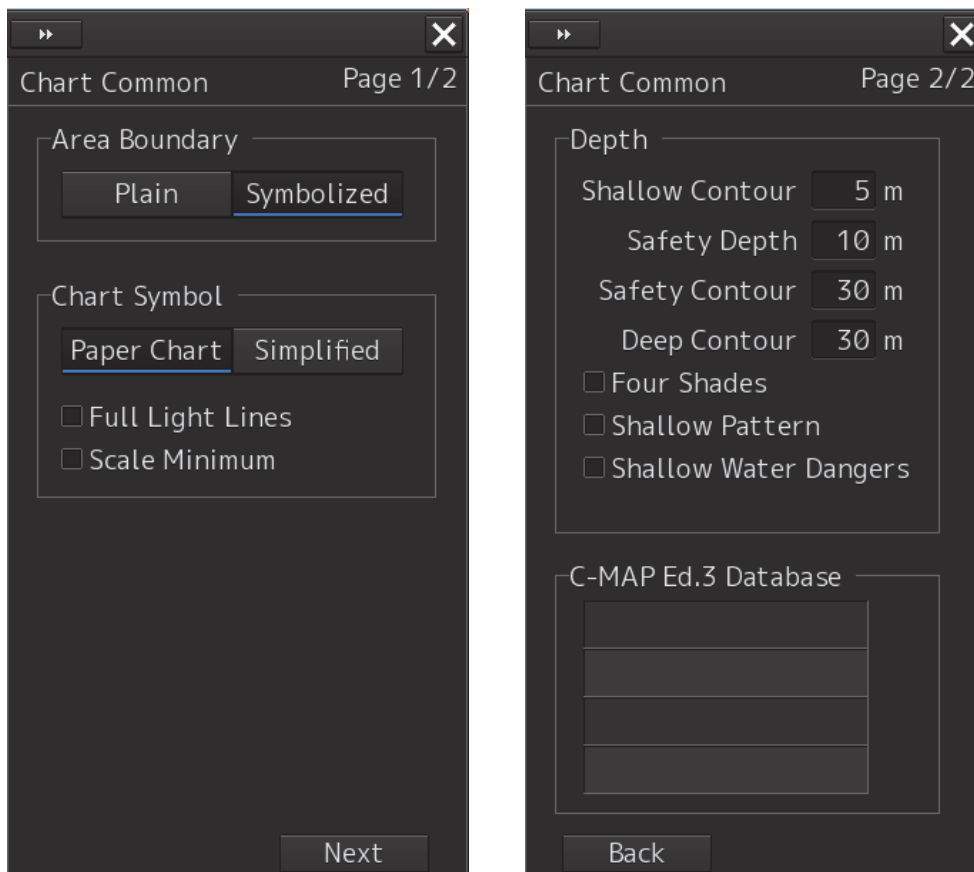 Chart Common Page 1/2
Area Boundary
Plain Symbolized
Chart Symbol
Paper Chart Simplified
Full Light Lines
Scale Minimum
Next
Chart Common Page 2/2
Depth
Shallow Contour 5 m
Safety Depth 10 m
Safety Contour 30 m
Deep Contour 30 m
Four Shades
Shallow Pattern
Shallow Water Dangers
C-MAP Ed.3 Database
Back